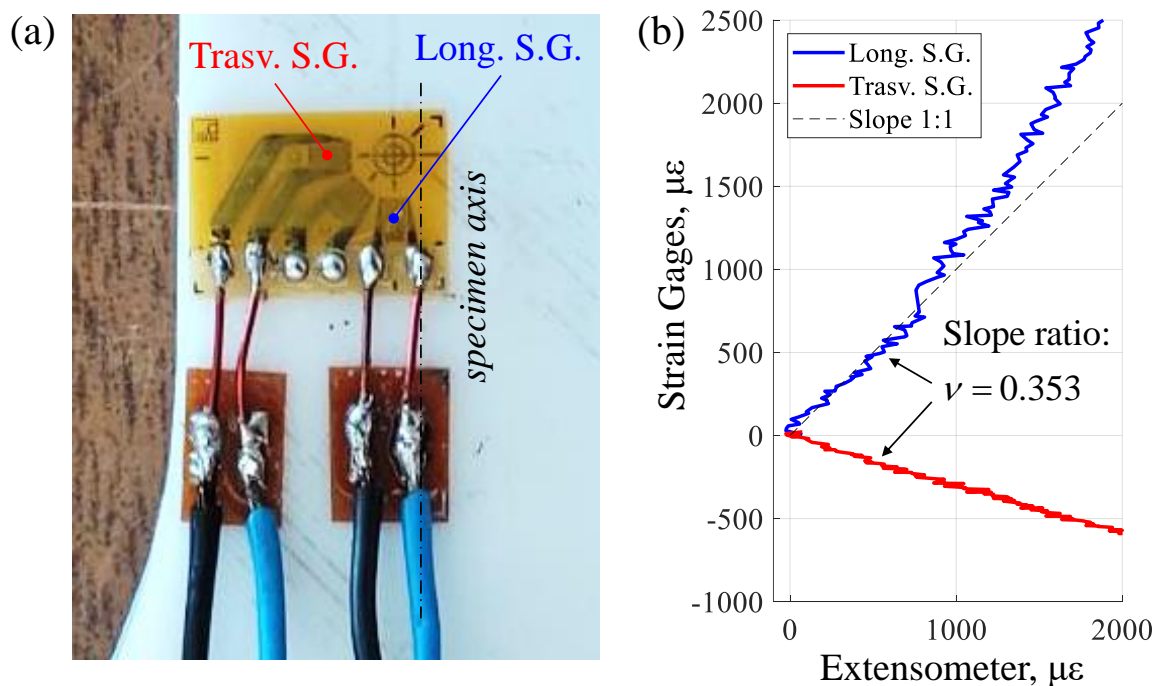 (a)
Trasv. S.G.
Long. S.G.
specimen axis
(b)
Long. S.G.
Trasv. S.G.
Slope 1:1
Slope ratio:
ν = 0.353
Strain Gages, με
2500
2000
1500
1000
500
0
-500
-1000
0 1000 2000
Extensometer, με